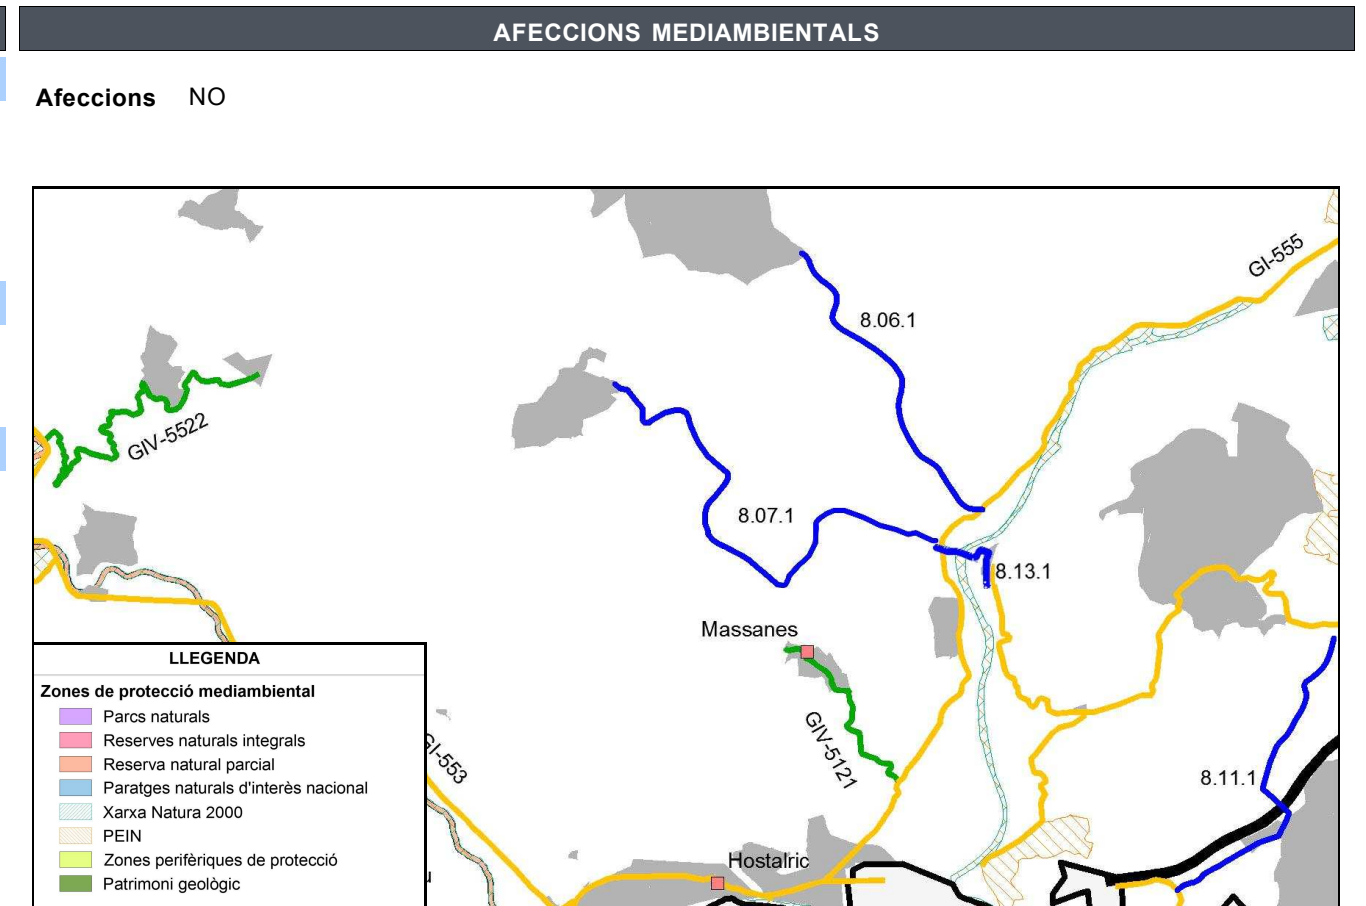 AFECCIONS MEDIAMBIENTALS
Afeccions NO
GI-555
8.06.1
GIV-5522
8.07.1
8.13.1
Massanes
LLEGENDA
Zones de protecció mediambiental
Parcs naturals
Reserves naturals integrals
Reserva natural parcial
Paratges naturals d'interès nacional
Xarxa Natura 2000
PEIN
Zones perifèriques de protecció
Patrimoni geològic
GI-553
GIV-5121
8.11.1
Hostalric